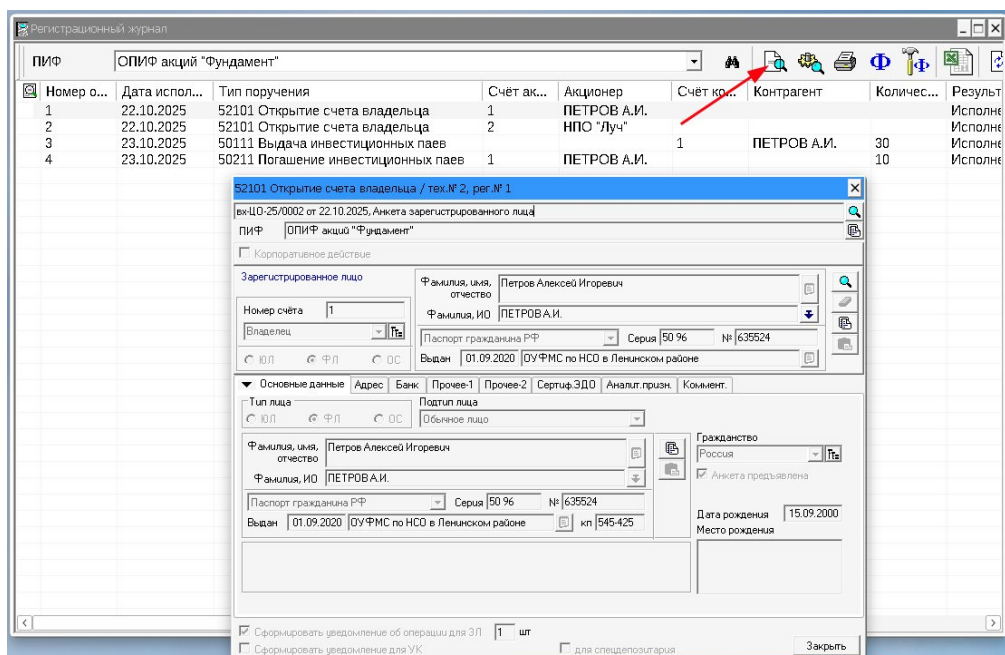 Регистрационный журнал
ПИФ ОПИФ акций "Фундамент"
Номер о... Дата испол... Тип поручения Счёт ак... Акционер Счёт ко... Контрагент Количес... Результ
1 22.10.2025 52101 Открытие счета владельца 1 ПЕТРОВ А.И. Исполне
2 22.10.2025 52101 Открытие счета владельца 2 НПО "Луч" Исполне
3 23.10.2025 50111 Выдача инвестиционных паев 1 ПЕТРОВ А.И. 30 Исполне
4 23.10.2025 50211 Погашение инвестиционных паев 1 ПЕТРОВ А.И. 10 Исполне
52101 Открытие счета владельца / тех.№ 2, рег.№ 1
вх-ЦО-25/0002 от 22.10.2025, Анкета зарегистрированного лица
ПИФ ОПИФ акций "Фундамент"
Корпоративное действие
Зарегистрированное лицо
Фамилия, имя, отчество Петров Алексей Игоревич
Номер счёта 1
Фамилия, ИО ПЕТРОВ А.И.
Владелец
Паспорт гражданина РФ Серия 50 96 № 635524
ЮЛ ФЛ ОС
Выдан 01.09.2020 ОУФМС по НСО в Ленинском районе
Основные данные Адрес Банк Прочее-1 Прочее-2 Сертиф.ЭДО Аналит.призн. Коммент.
Тип лица Подтип лица
ЮЛ ФЛ ОС Обычное лицо
Фамилия, имя, отчество Петров Алексей Игоревич
Гражданство
Россия
Фамилия, ИО ПЕТРОВ А.И.
Анкета предъявлена
Паспорт гражданина РФ Серия 50 96 № 635524
Выдан 01.09.2020 ОУФМС по НСО в Ленинском районе кп 545-425
Дата рождения 15.09.2000
Место рождения
Сформировать уведомление об операции для ЗЛ 1 шт
Сформировать уведомление для УК для спецдепозитария
Закрыть